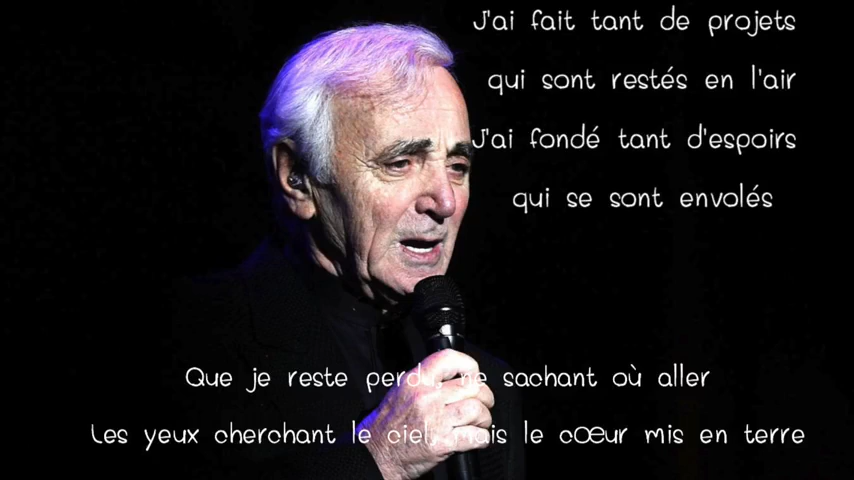 J'ai fait tant de projets
qui sont restés en l'air
J'ai fondé tant d'espoirs
qui se sont envolés
Que je reste perdu, ne sachant où aller
Les yeux cherchant le ciel, mais le cœur mis en terre